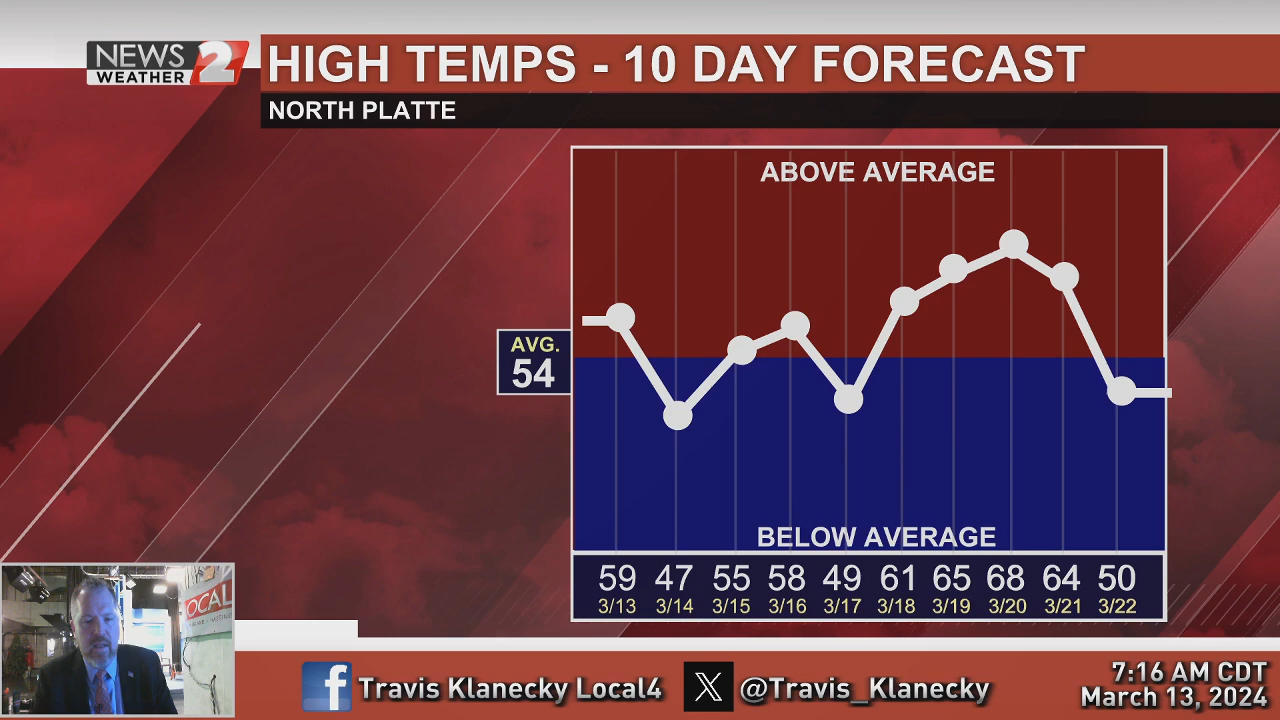 NEWS 2
WEATHER
HIGH TEMPS - 10 DAY FORECAST
NORTH PLATTE
ABOVE AVERAGE
AVG.
54
BELOW AVERAGE
59 47 55 58 49 61 65 68 64 50
3/13 3/14 3/15 3/16 3/17 3/18 3/19 3/20 3/21 3/22
OCAL
f Travis Klanecky Local4 X @Travis_Klanecky
7:16 AM CDT
March 13, 2024